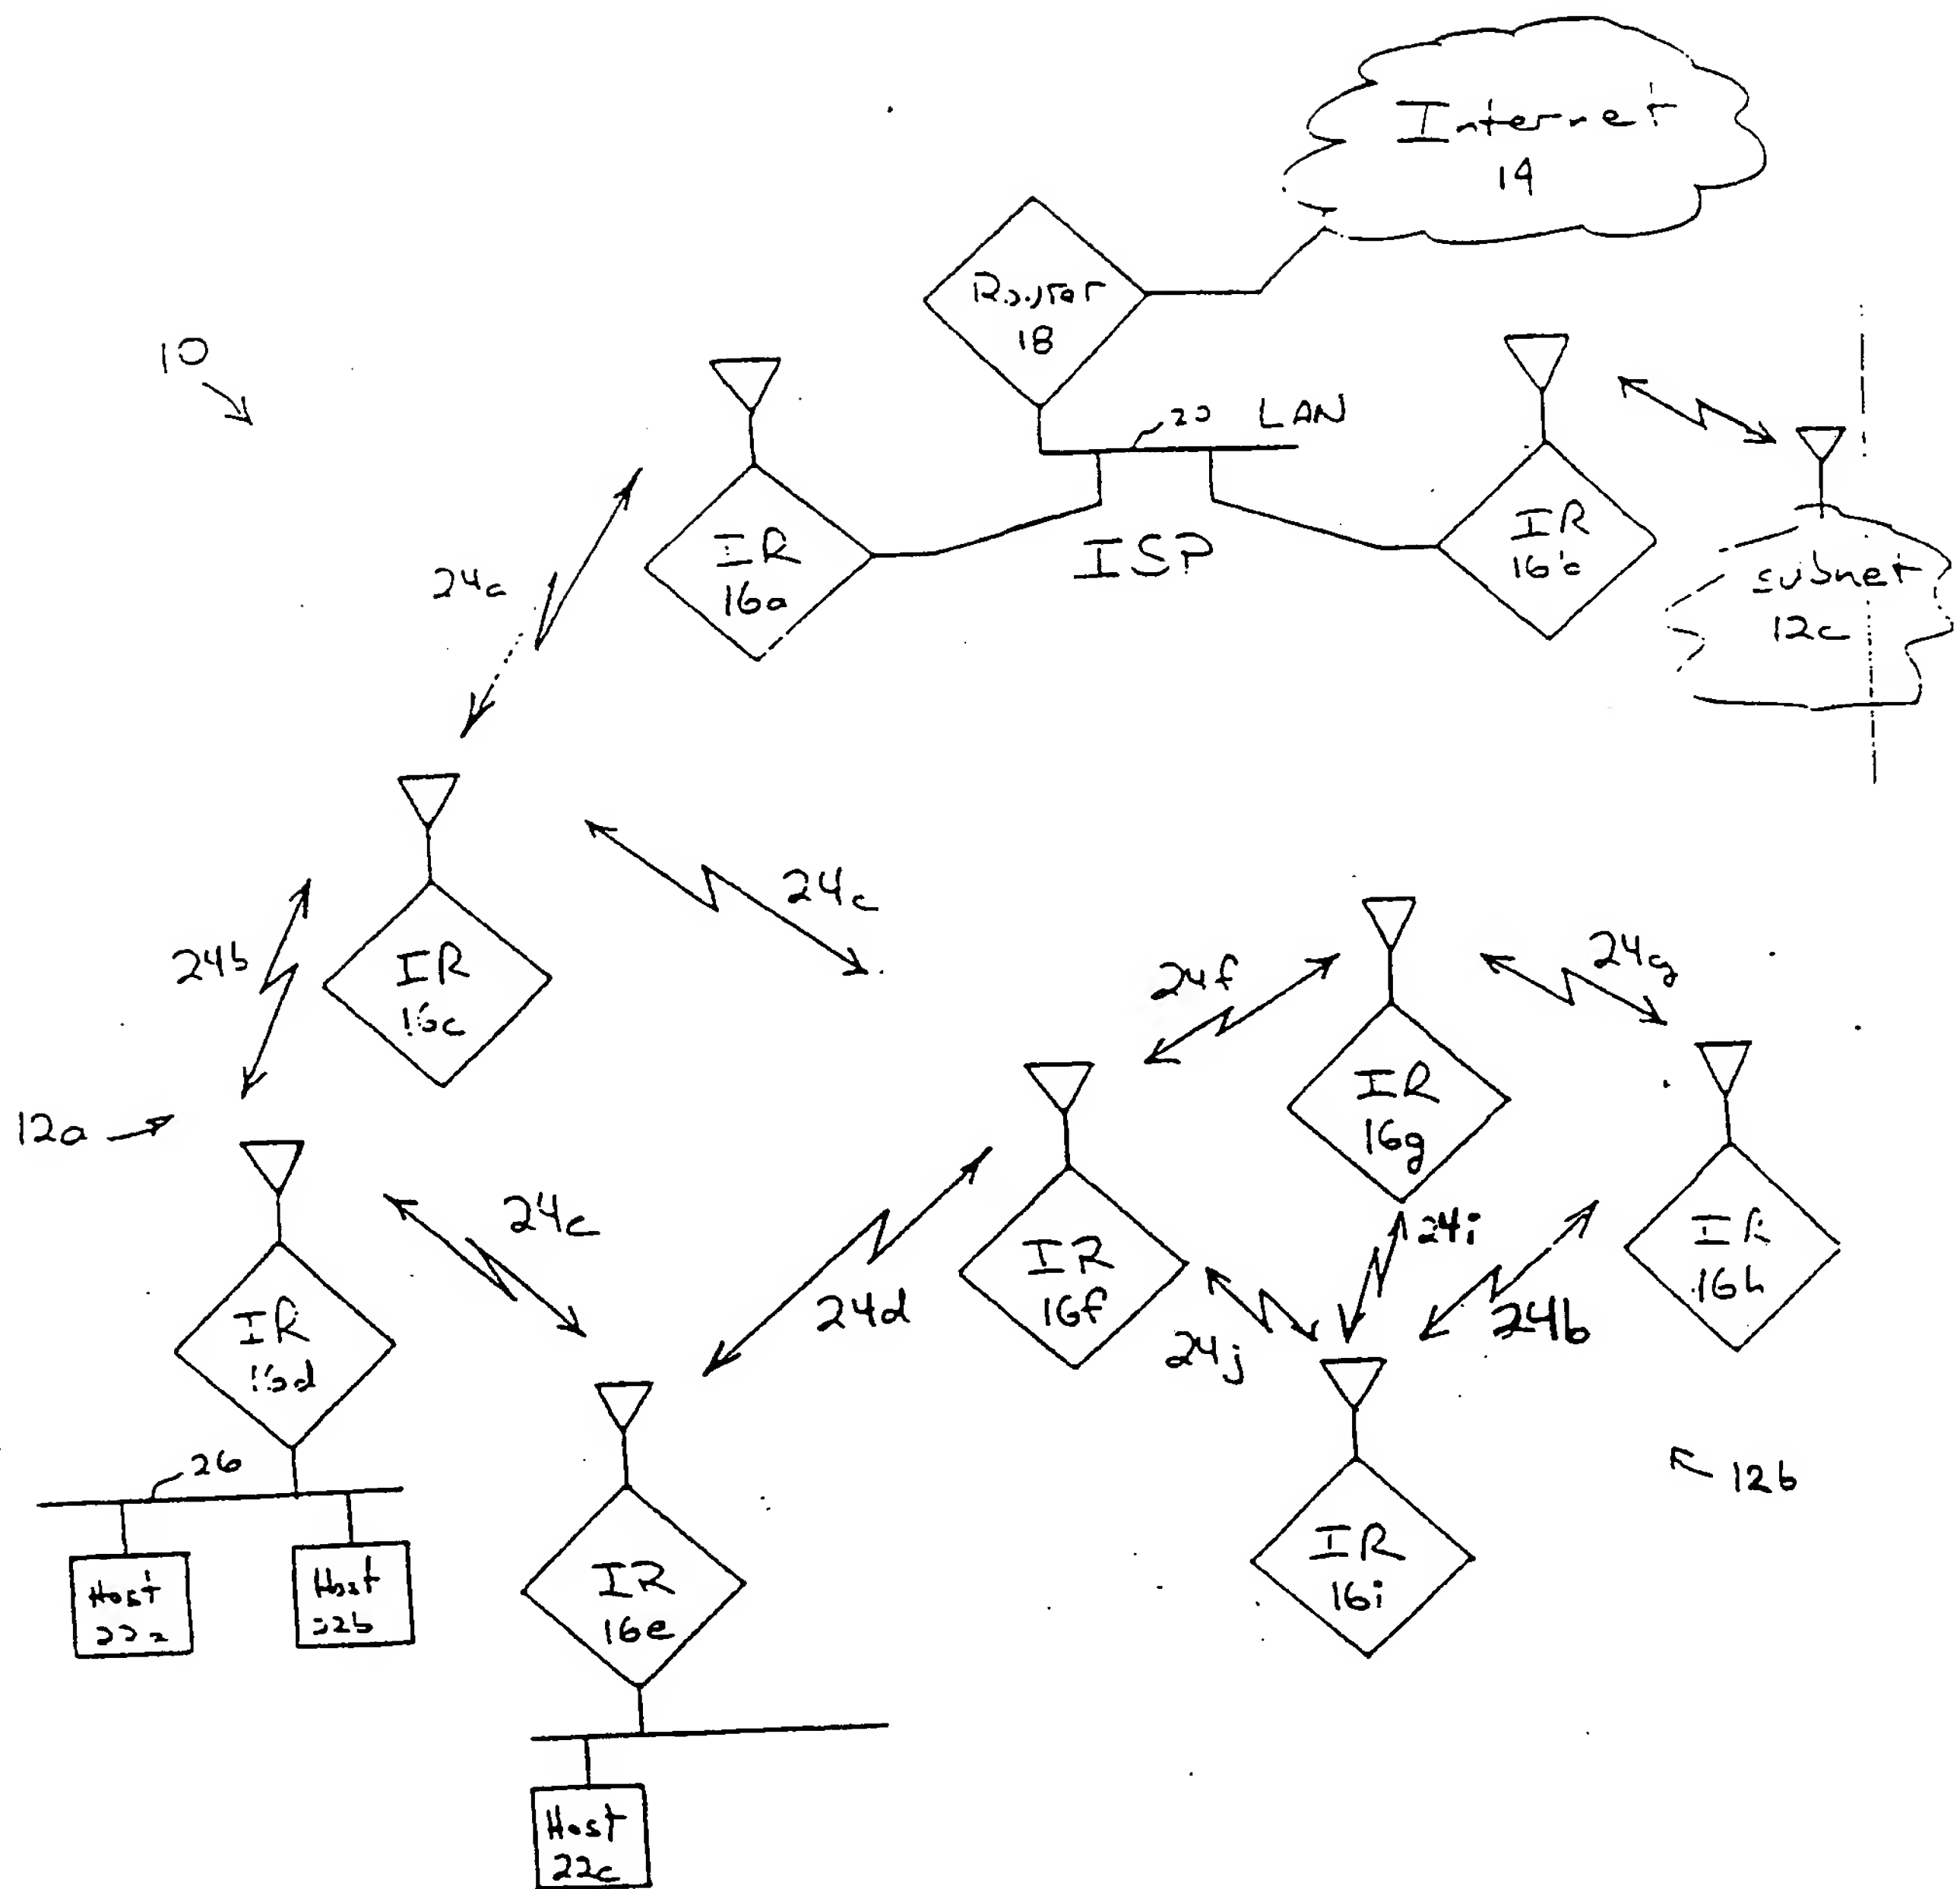 Internet
14
Router
18
10
20 LAN
IR
16a
ISP
IR
16b
subnet
12c
24a
24c
24b
IR
16c
24f
24g
IR
16g
12a
IR
16h
24c
24d
IR
16f
24i
24j
24b
IR
16d
26
12b
Host
22a
Host
22b
IR
16e
IR
16i
Host
22c